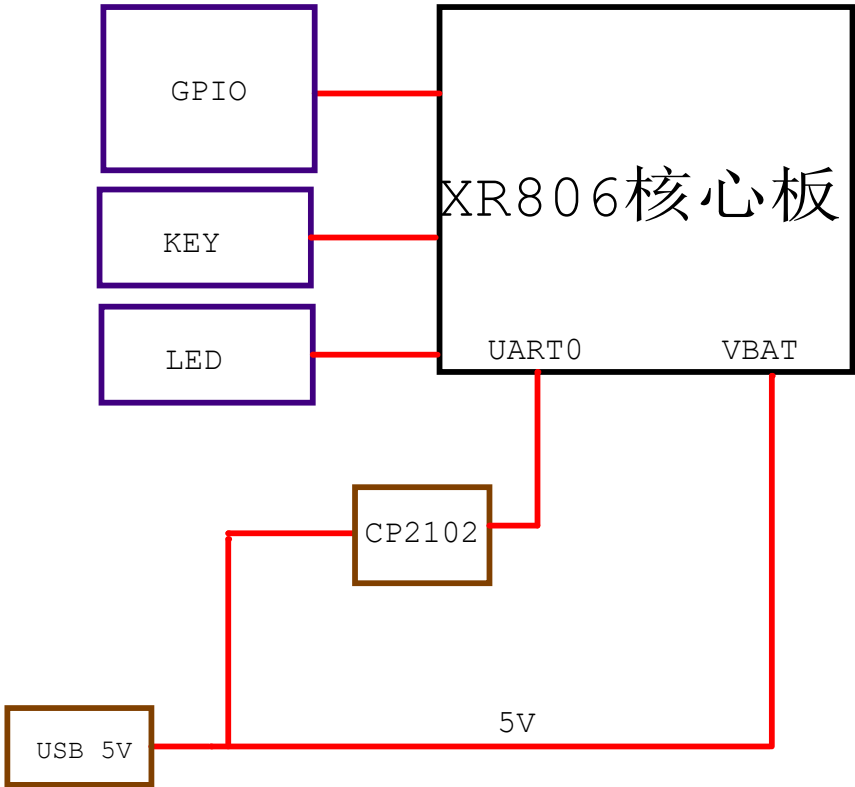 GPIO
XR806核心板
KEY
LED
UART0
VBAT
CP2102
5V
USB 5V